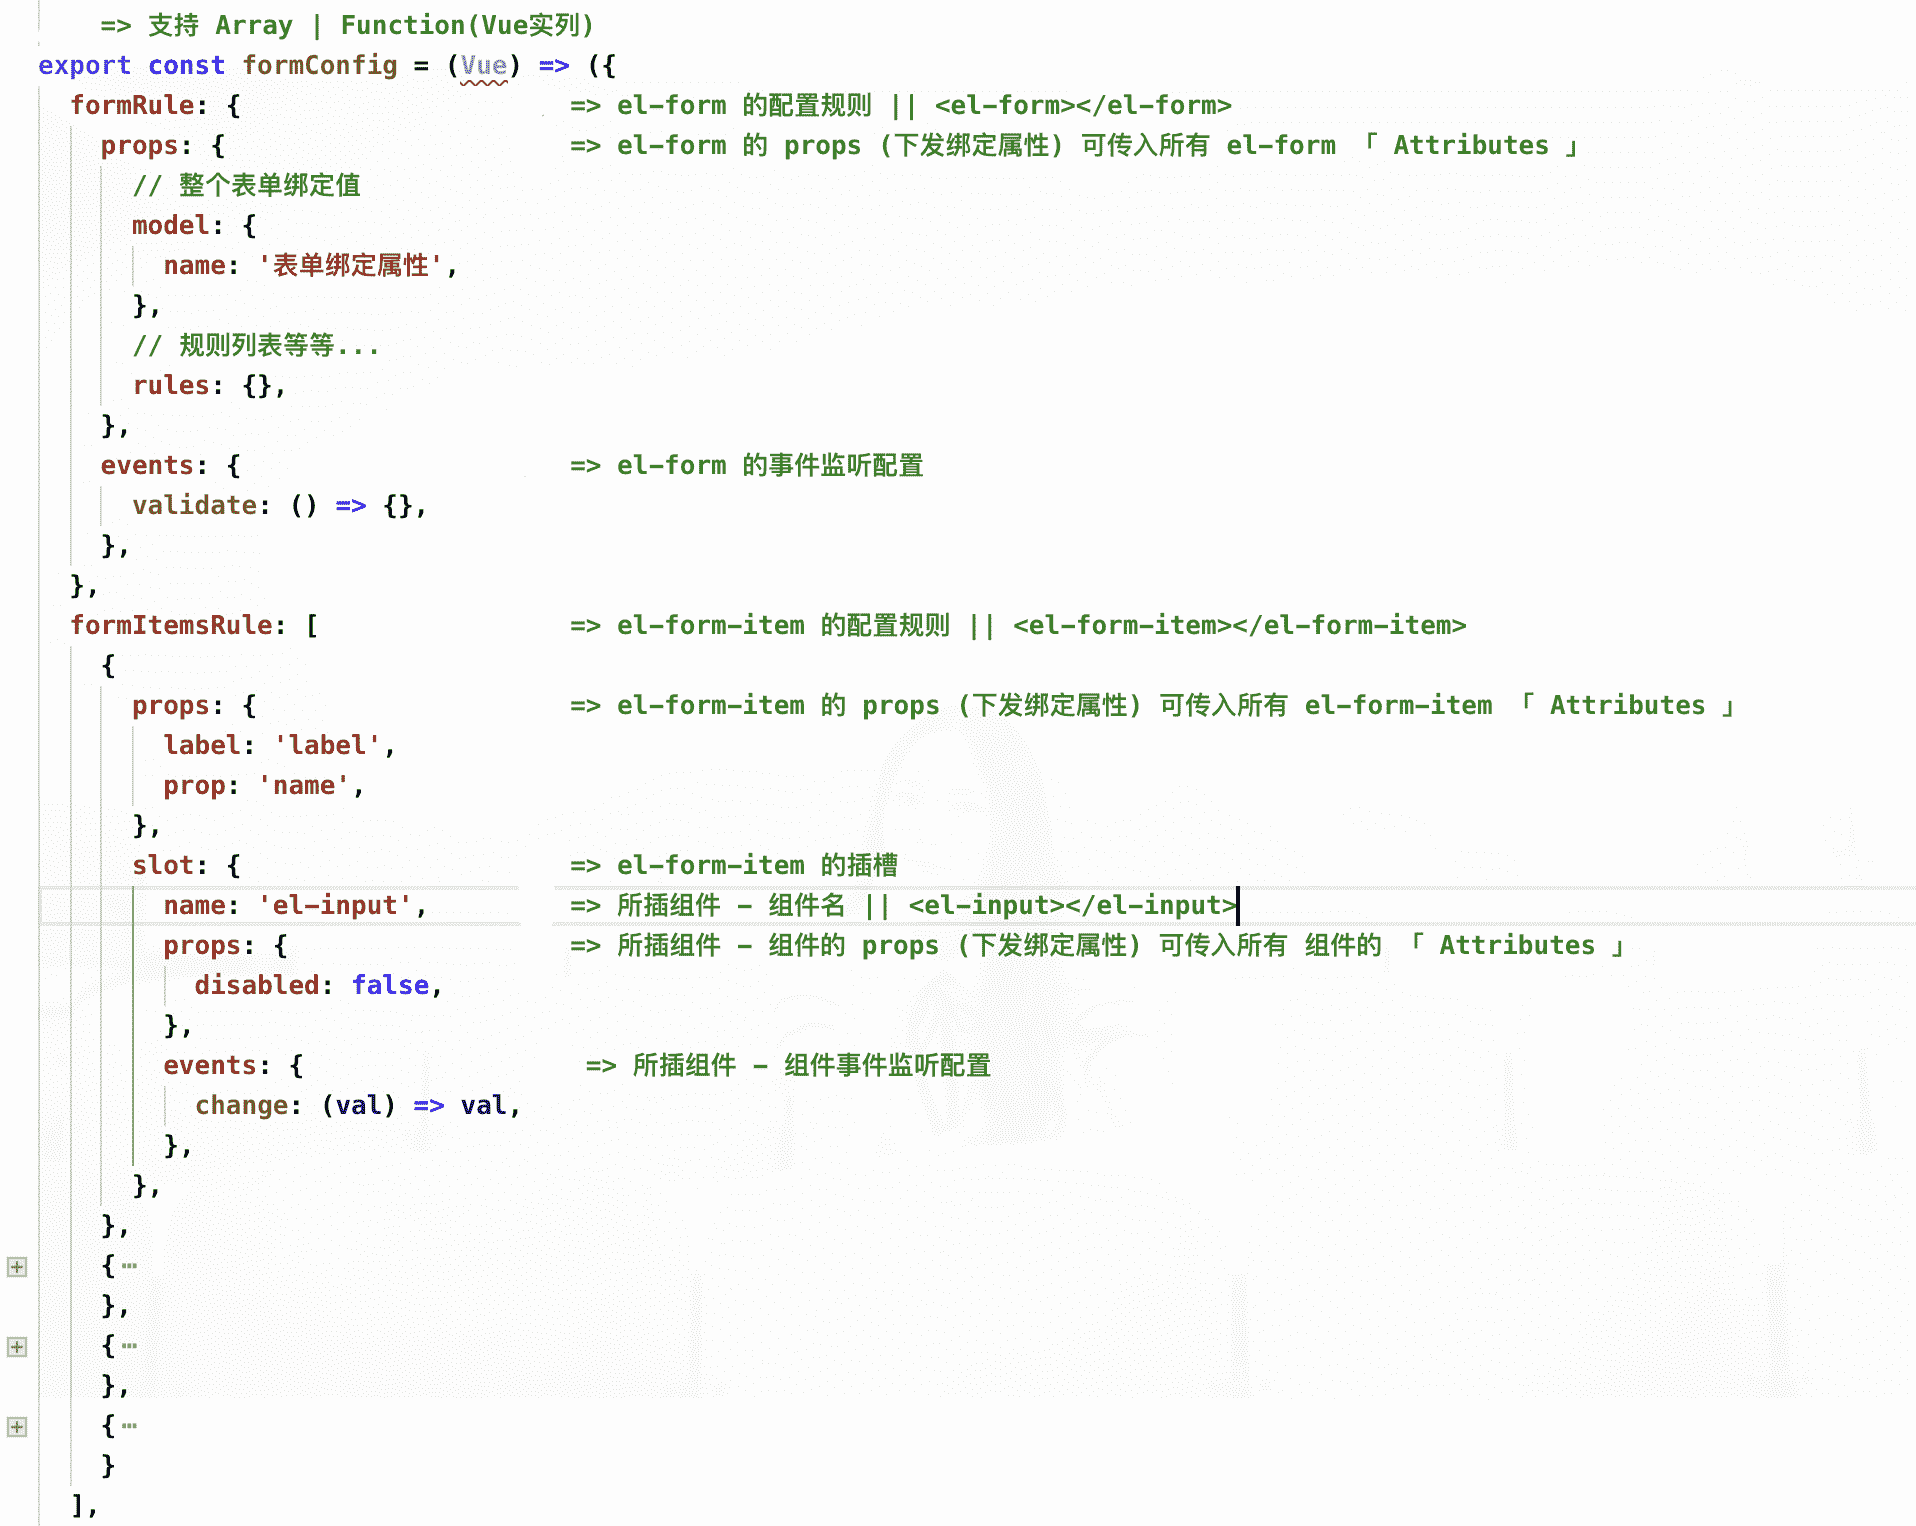 => 支持 Array | Function(Vue实列)
export const formConfig = (Vue) => ({
formRule: { => el-form 的配置规则 || <el-form></el-form>
props: { => el-form 的 props (下发绑定属性) 可传入所有 el-form 「 Attributes 」
// 整个表单绑定值
model: {
name: '表单绑定属性',
},
// 规则列表等等...
rules: {},
},
events: { => el-form 的事件监听配置
validate: () => {},
},
},
formItemsRule: [ => el-form-item 的配置规则 || <el-form-item></el-form-item>
{
props: { => el-form-item 的 props (下发绑定属性) 可传入所有 el-form-item 「 Attributes 」
label: 'label',
prop: 'name',
},
slot: { => el-form-item 的插槽
name: 'el-input', => 所插组件 - 组件名 || <el-input></el-input>
props: { => 所插组件 - 组件的 props (下发绑定属性) 可传入所有 组件的 「 Attributes 」
disabled: false,
},
events: { => 所插组件 - 组件事件监听配置
change: (val) => val,
},
},
},
{ ⋯
},
{ ⋯
},
{ ⋯
}
],